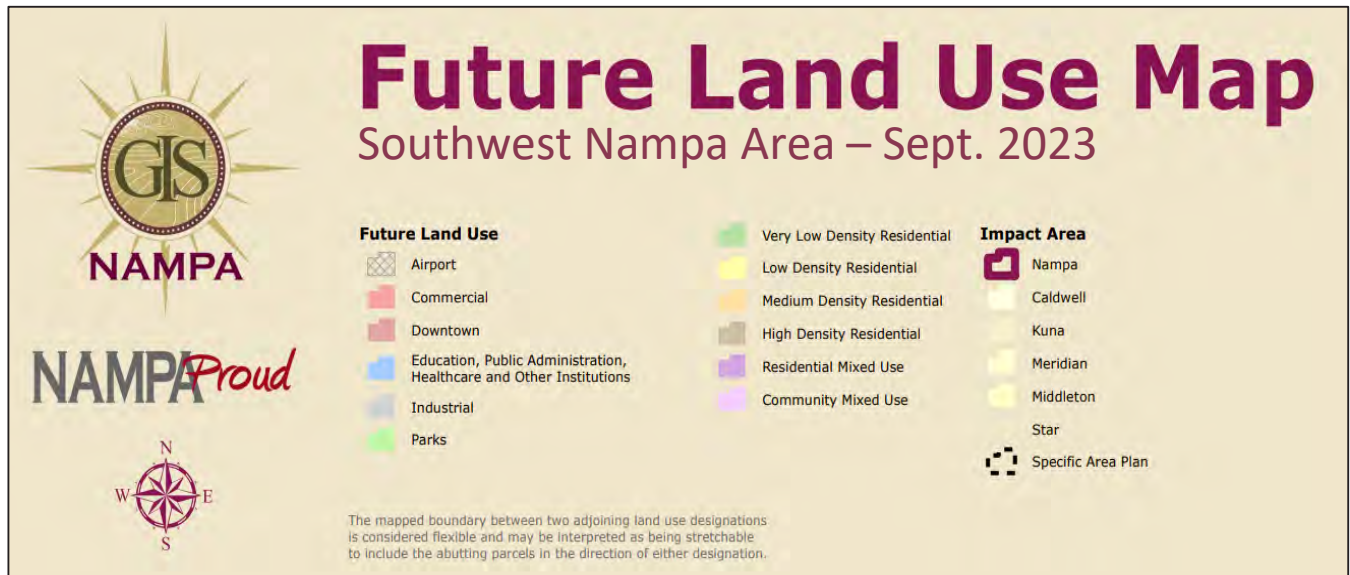 Future Land Use Map
Southwest Nampa Area – Sept. 2023
GIS
NAMPA
NAMPA Proud
N
W E
S
Future Land Use
Airport
Commercial
Downtown
Education, Public Administration,
Healthcare and Other Institutions
Industrial
Parks
Very Low Density Residential
Low Density Residential
Medium Density Residential
High Density Residential
Residential Mixed Use
Community Mixed Use
Impact Area
Nampa
Caldwell
Kuna
Meridian
Middleton
Star
Specific Area Plan
The mapped boundary between two adjoining land use designations
is considered flexible and may be interpreted as being stretchable
to include the abutting parcels in the direction of either designation.